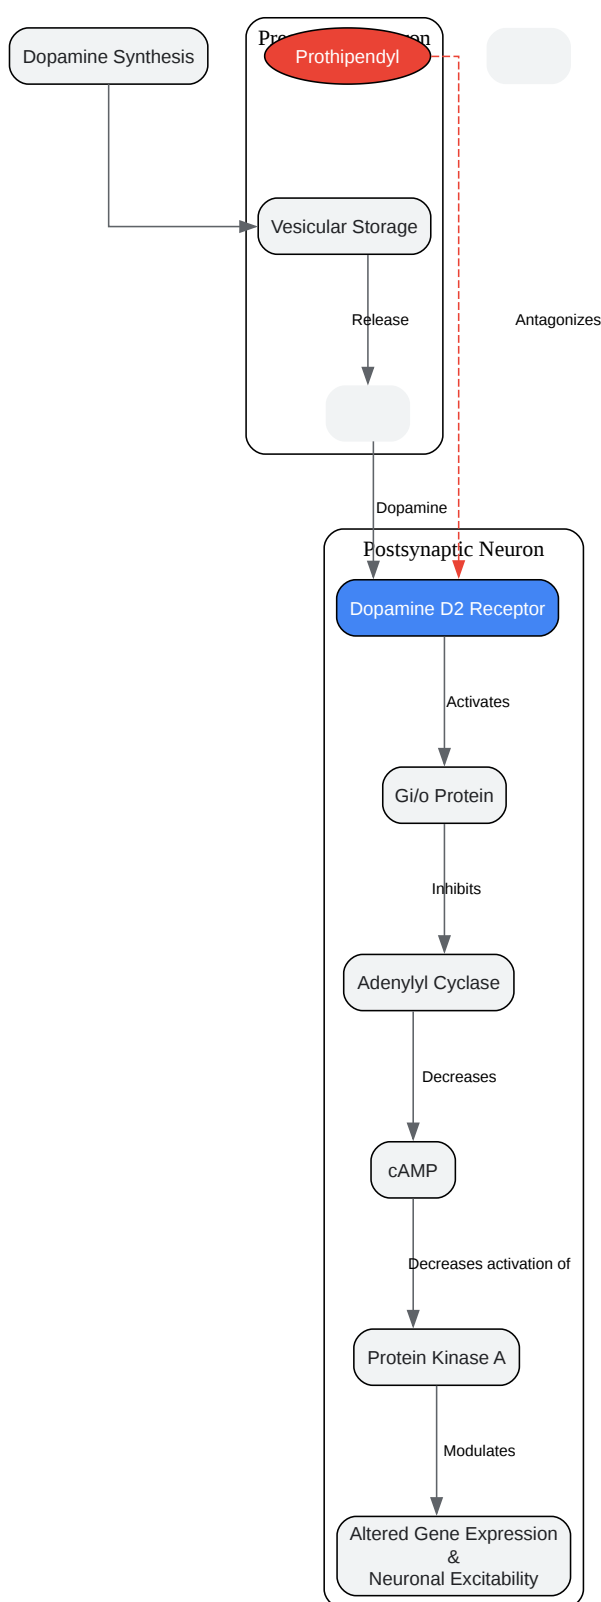 Dopamine Synthesis
Prothipendyl
Vesicular Storage
Release
Antagonizes
Dopamine
Postsynaptic Neuron
Dopamine D2 Receptor
Activates
Gi/o Protein
Inhibits
Adenylyl Cyclase
Decreases
cAMP
Decreases activation of
Protein Kinase A
Modulates
Altered Gene Expression
&
Neuronal Excitability